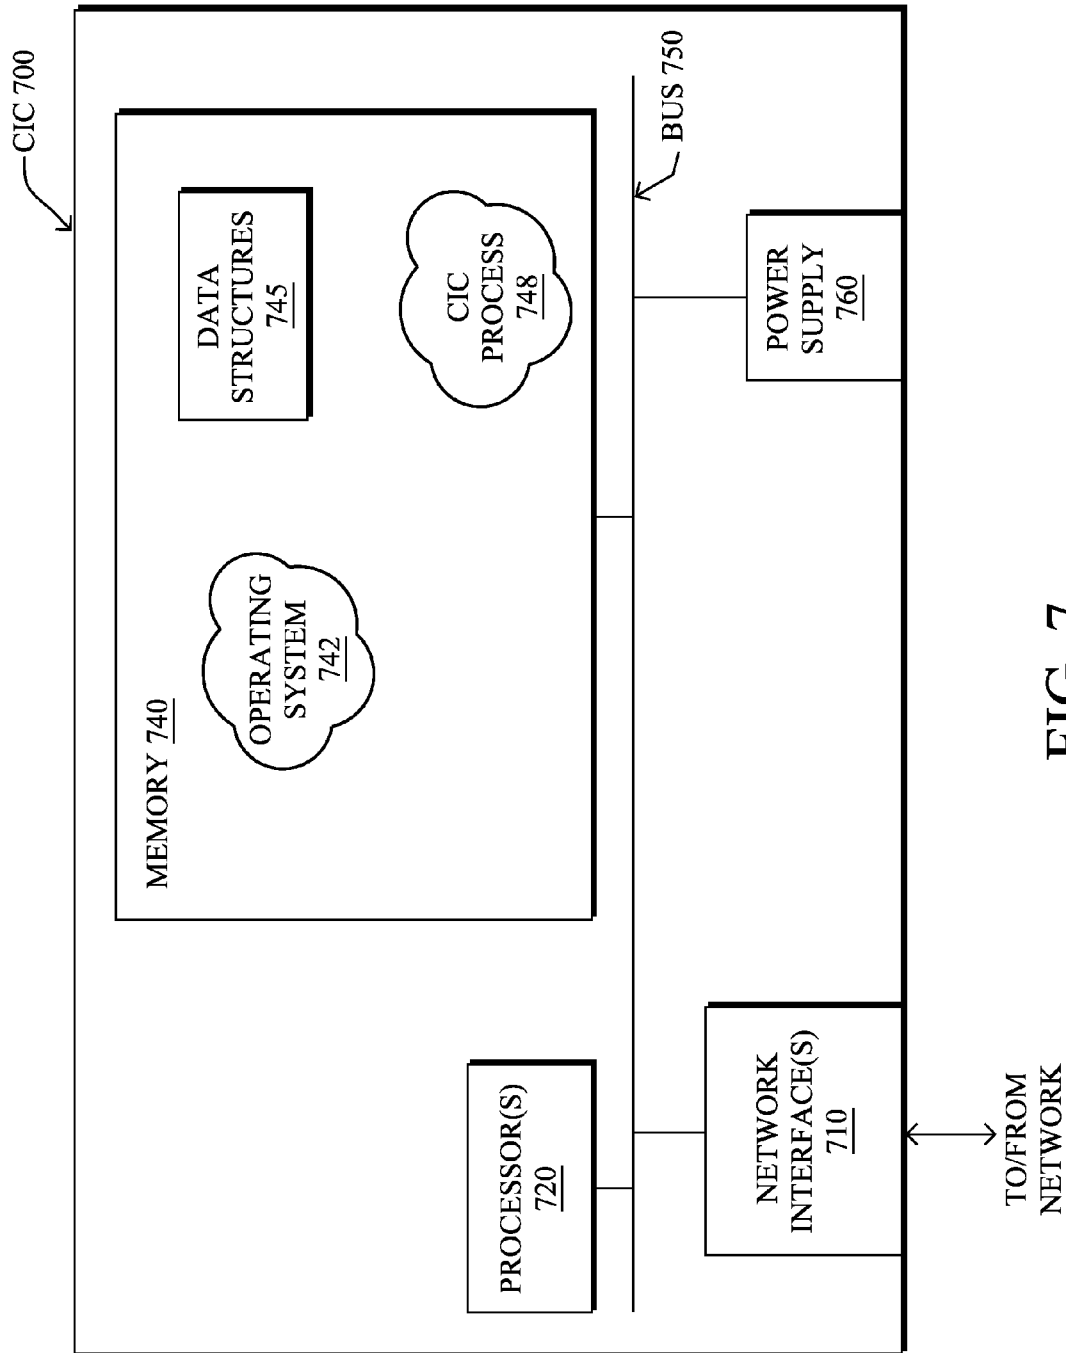 CIC 700
MEMORY 740
OPERATING
SYSTEM
742
DATA
STRUCTURES
745
CIC
PROCESS
748
BUS 750
PROCESSOR(S)
720
NETWORK
INTERFACE(S)
710
POWER
SUPPLY
760
TO/FROM
NETWORK
FIG. 7